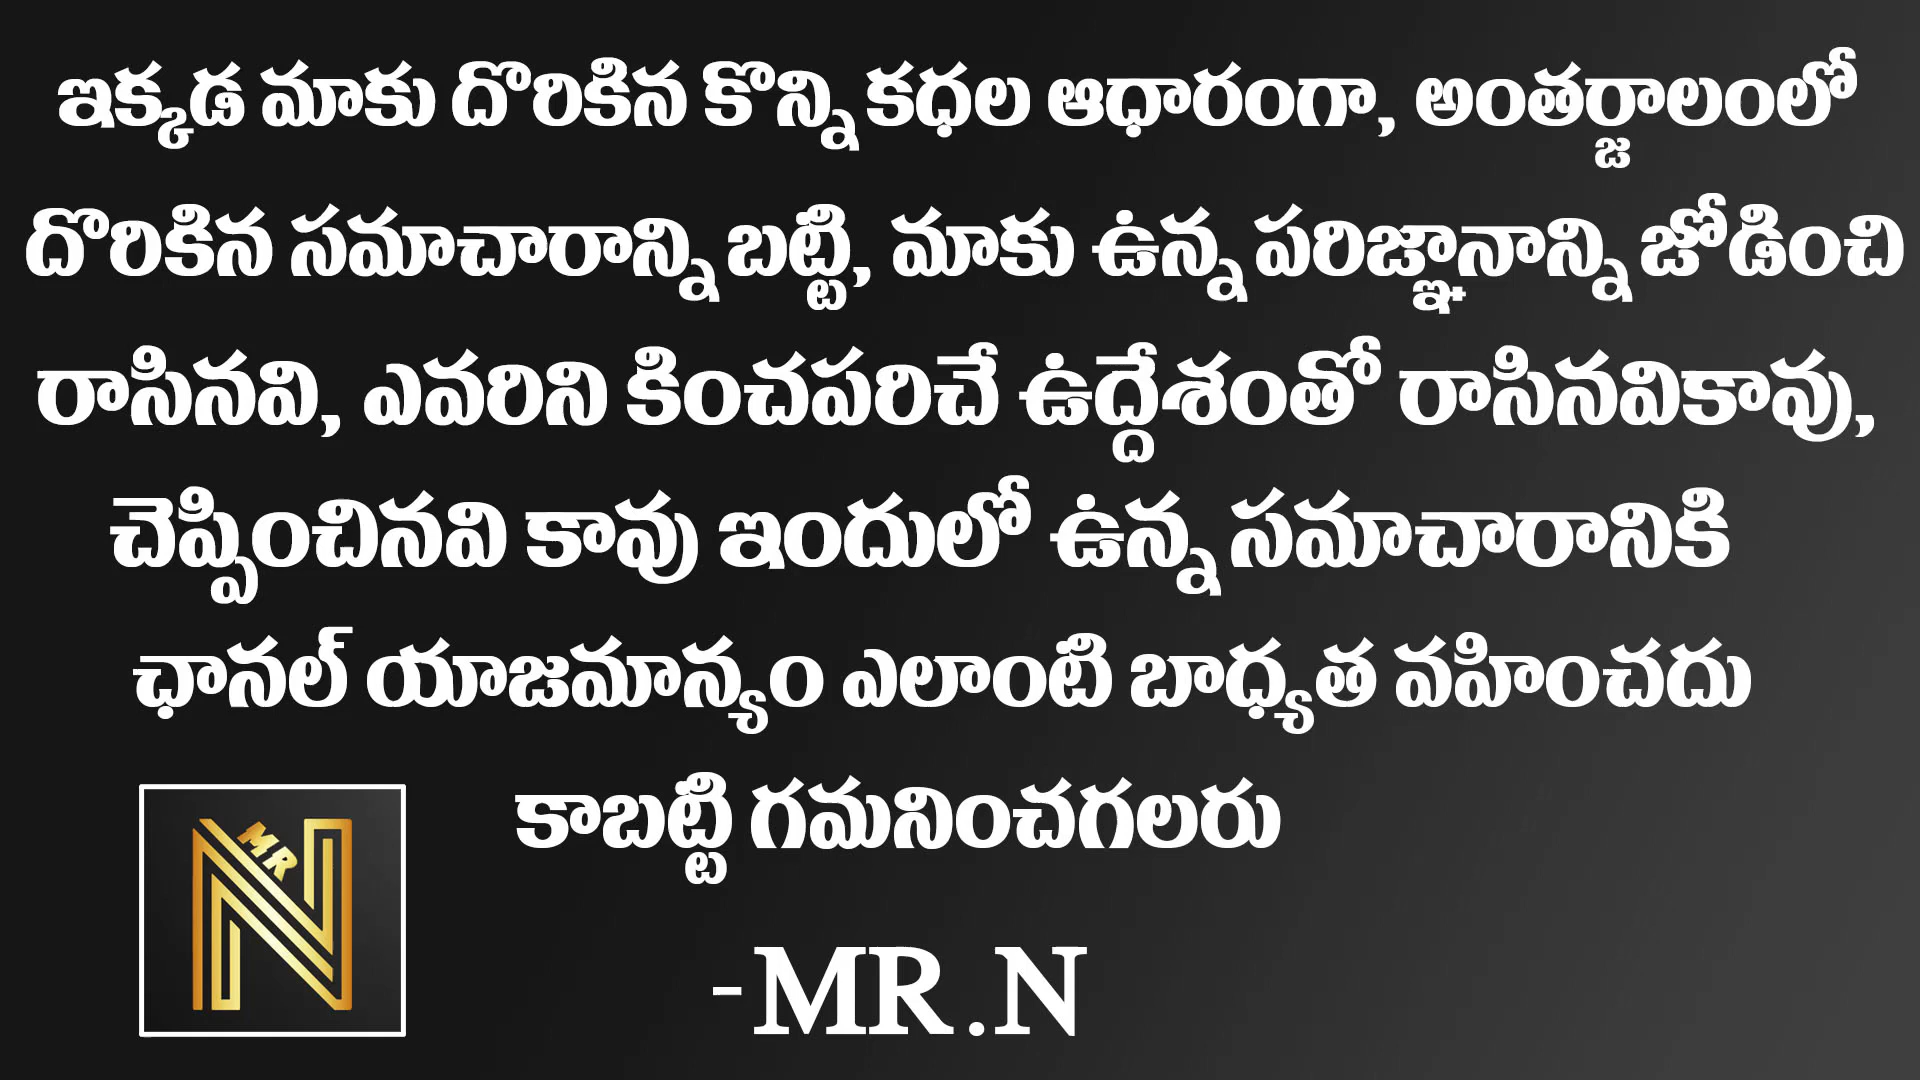 ఇక్కడ మాకు దొరికిన కొన్ని కధల ఆధారంగా, అంతర్జాలంలో
దొరికిన సమాచారాన్ని బట్టి, మాకు ఉన్న పరిజ్ఞానాన్ని జోడించి
రాసినవి, ఎవరిని కించపరిచే ఉద్దేశంతో రాసినవికావు,
చెప్పించినవి కావు ఇందులో ఉన్న సమాచారానికి
ఛానల్ యాజమాన్యం ఎలాంటి బాధ్యత వహించదు
కాబట్టి గమనించగలరు
MR
N
-MR.N